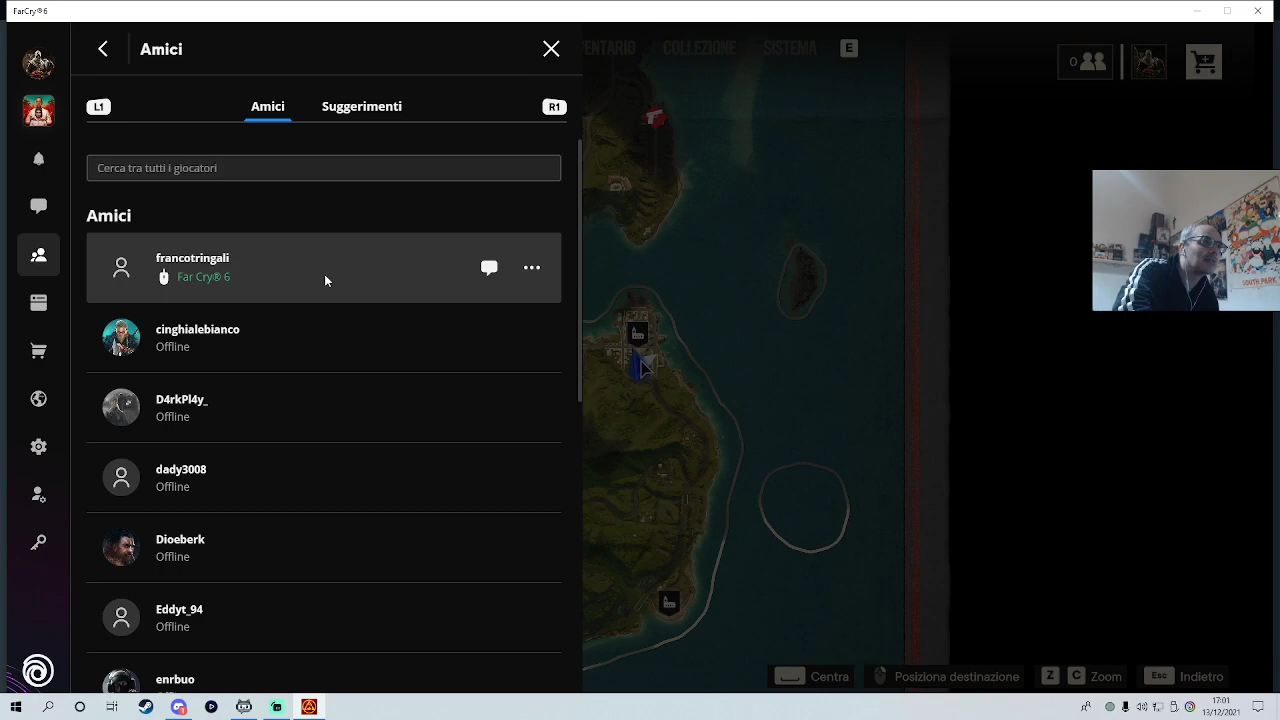 FarCry®6
Amici
ENTARIO COLLEZIONE SISTEMA E
0
L1 Amici Suggerimenti R1
Cerca tra tutti i giocatori
Amici
francotringali
Far Cry® 6
cinghialebianco
Offline
D4rkPl4y_
Offline
dady3008
Offline
Dioeberk
Offline
Eddyt_94
Offline
enrbuo
SOUTH PARK
Centra Posiziona destinazione Z C Zoom Esc Indietro
17:01
13/12/2021